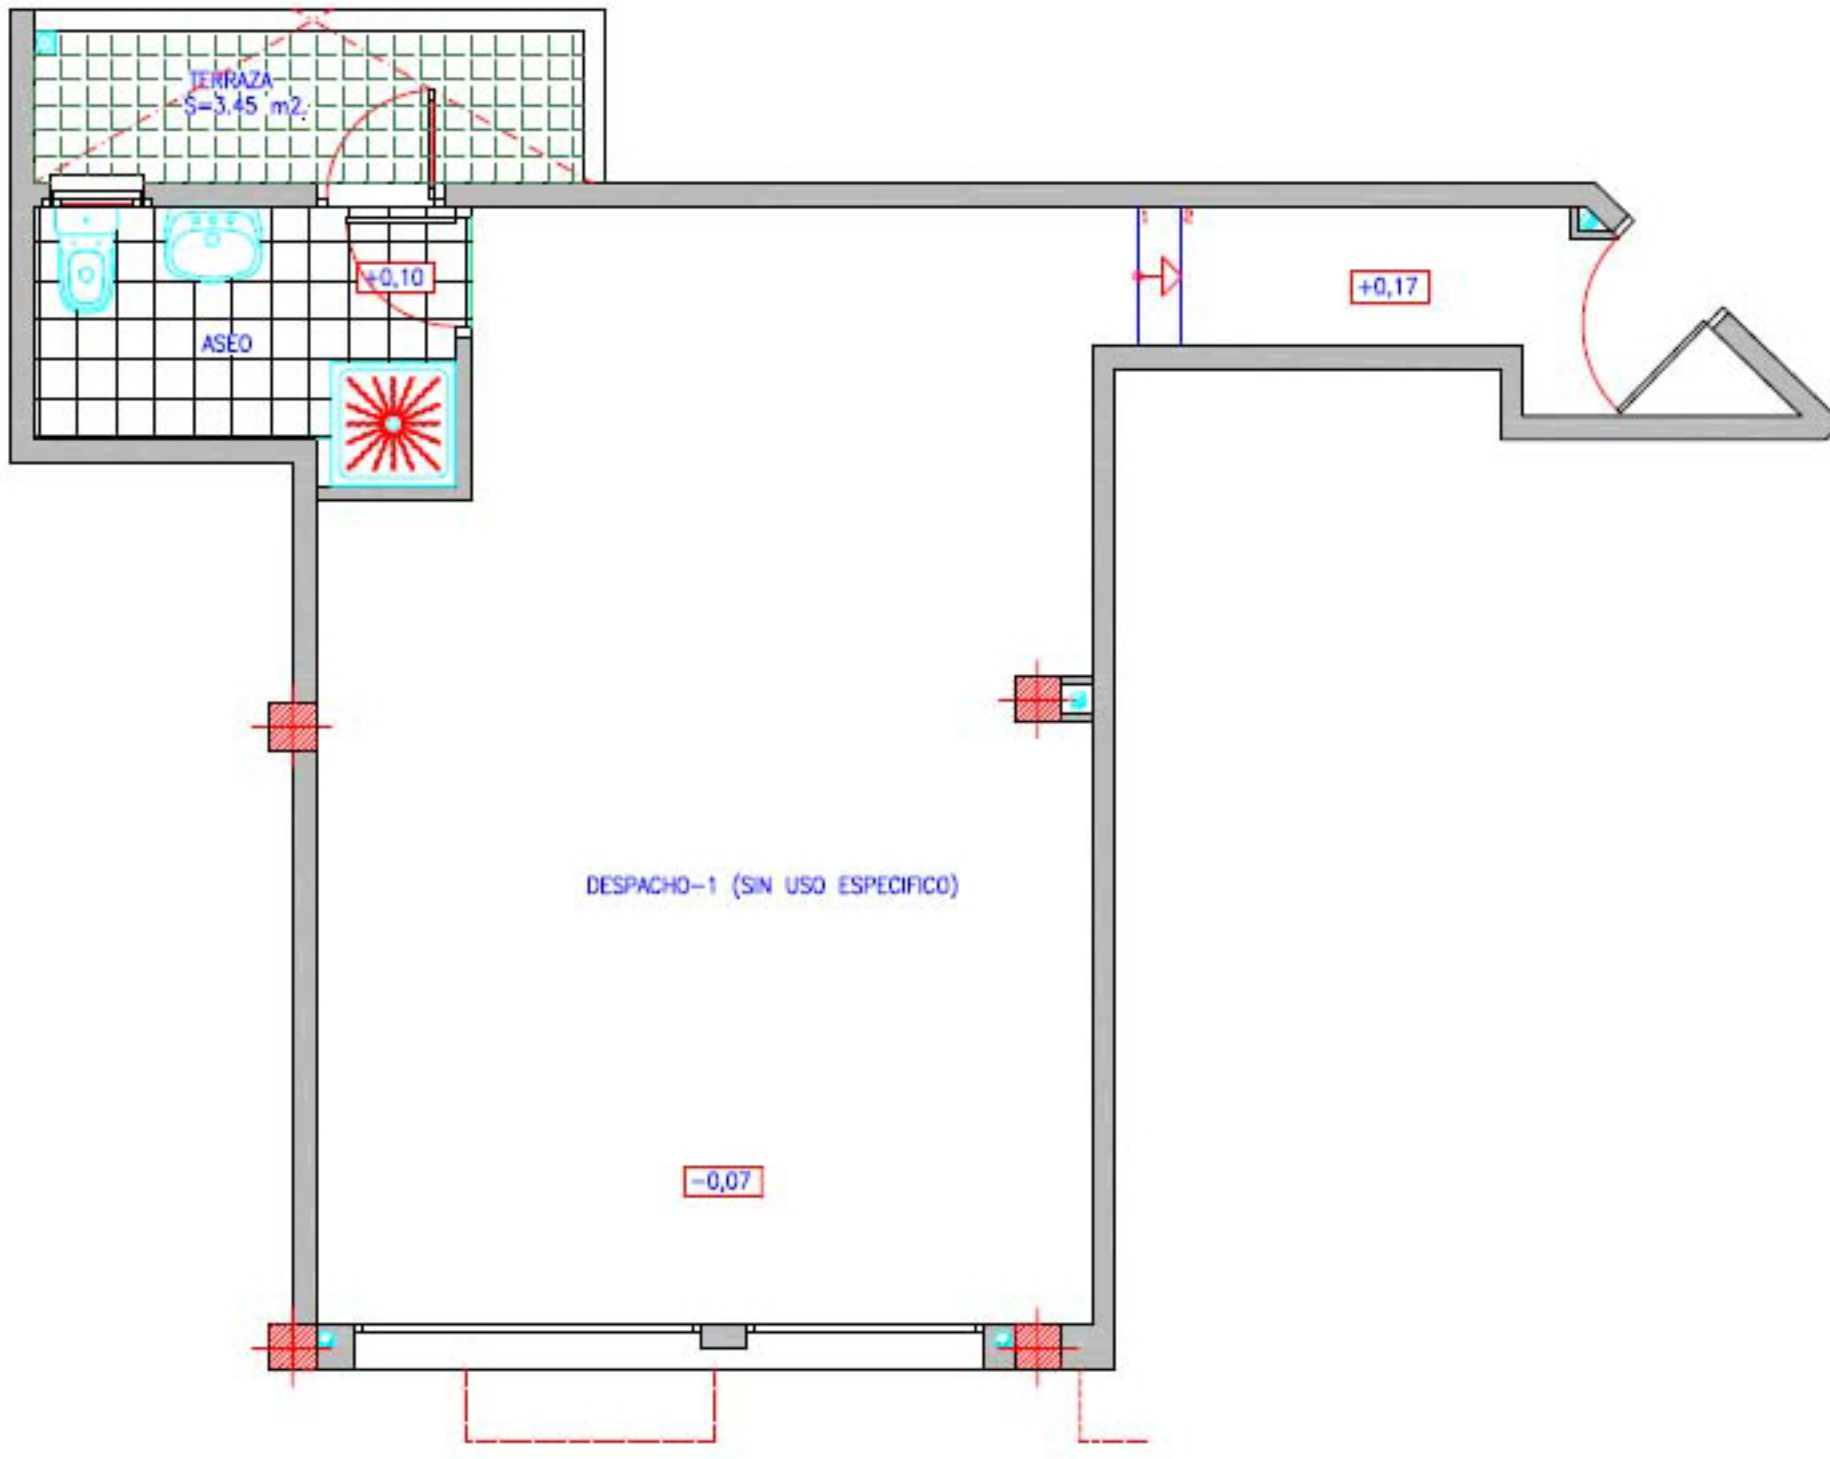 TERRAZA
S=3.45 m2.
+0,10
+0,17
ASEO
DESPACHO-1 (SIN USO ESPECIFICO)
-0,07